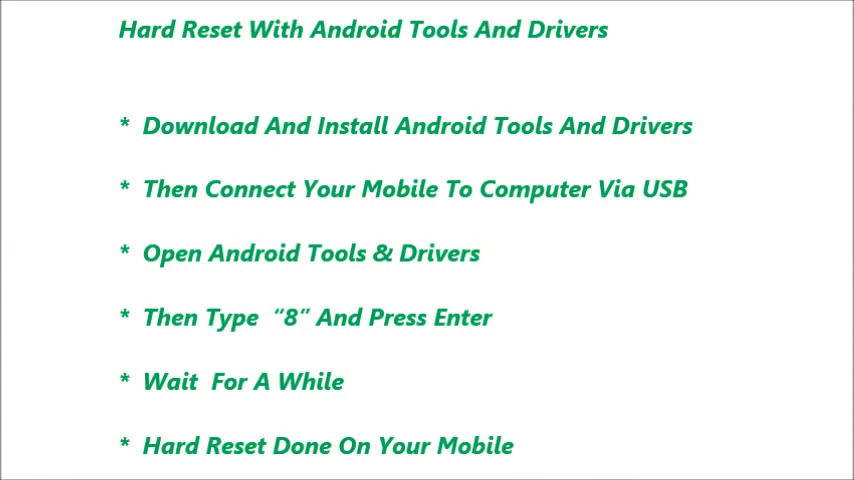 Hard Reset With Android Tools And Drivers
* Download And Install Android Tools And Drivers
* Then Connect Your Mobile To Computer Via USB
* Open Android Tools & Drivers
* Then Type “8” And Press Enter
* Wait For A While
* Hard Reset Done On Your Mobile